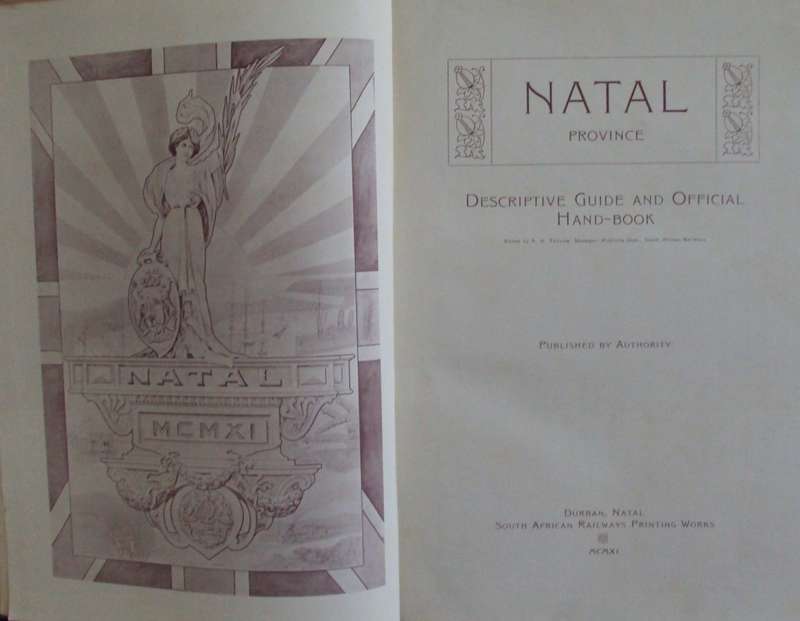 NATAL
MCMXI
NATAL
PROVINCE
DESCRIPTIVE GUIDE AND OFFICIAL
HAND-BOOK
PUBLISHED BY AUTHORITY
DURBAN, NATAL
SOUTH AFRICAN RAILWAYS PRINTING WORKS
MCMXI